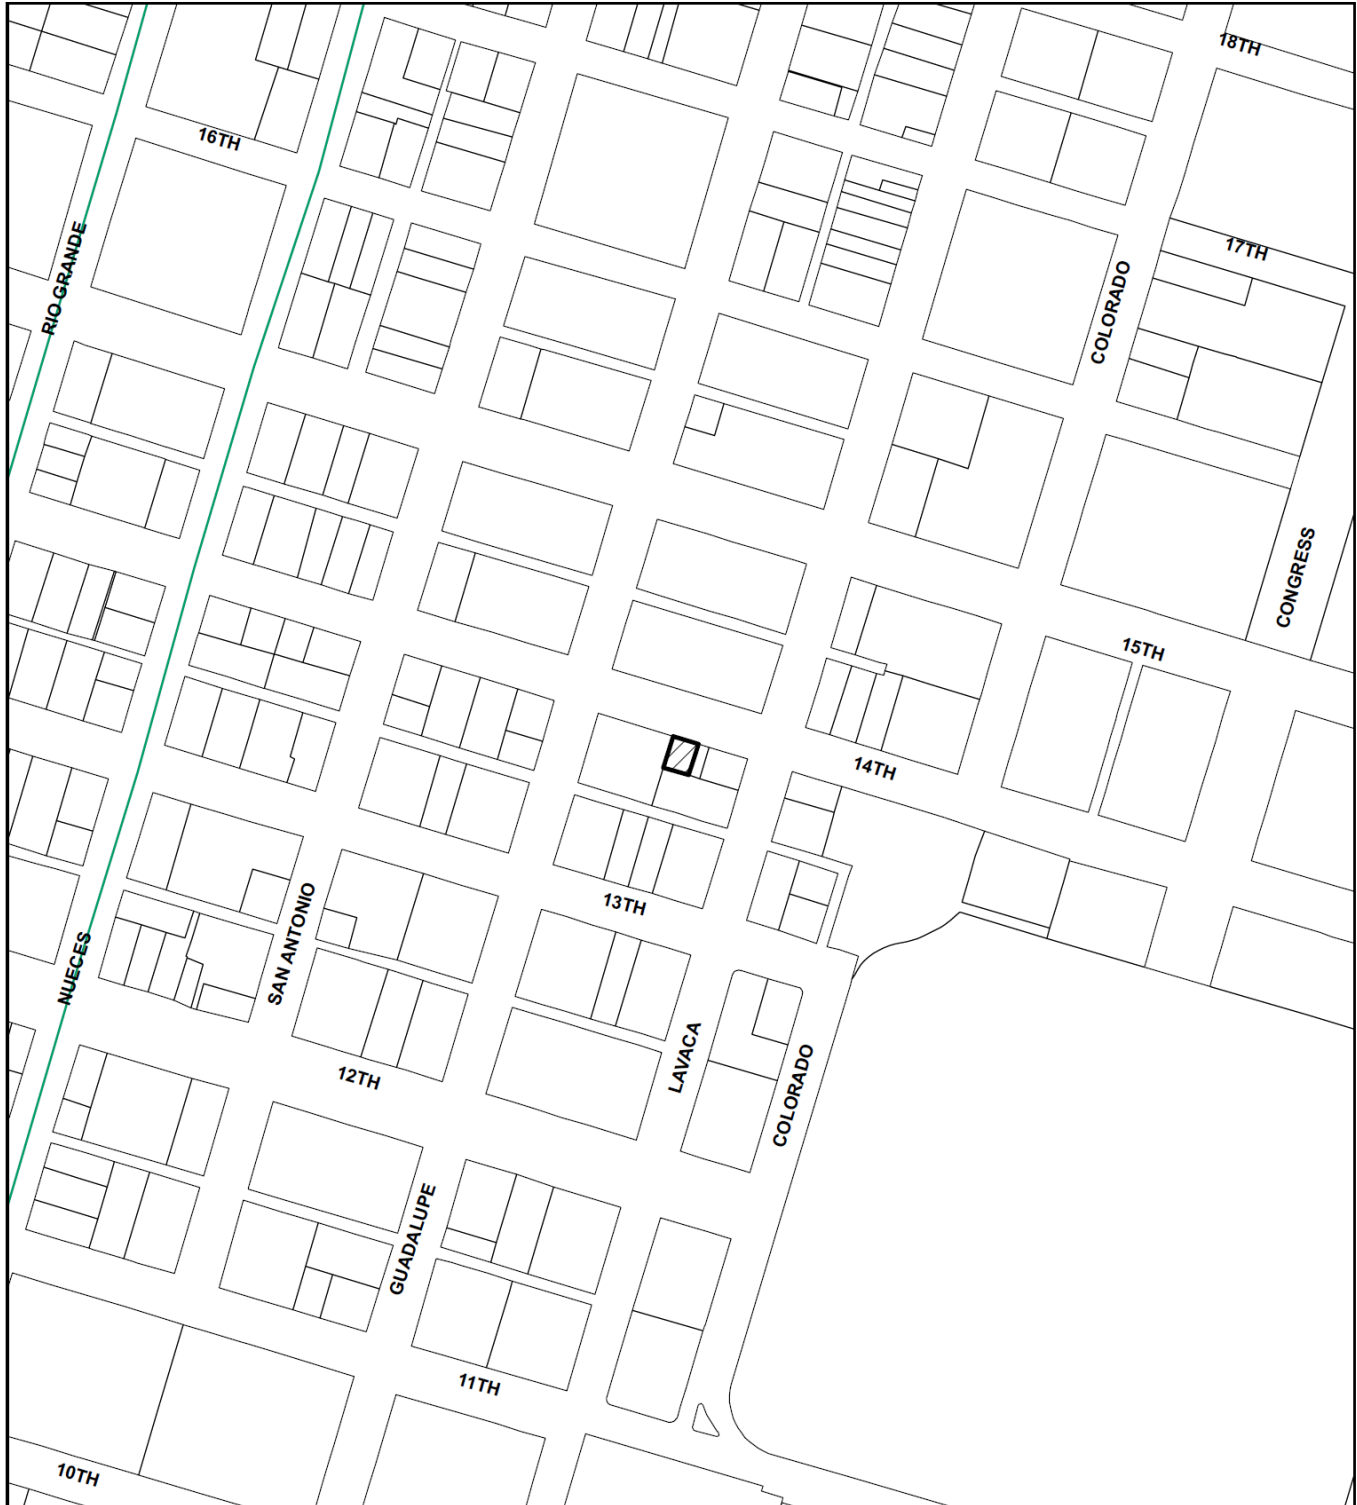 18TH
16TH
17TH
RIO GRANDE
COLORADO
CONGRESS
15TH
14TH
13TH
SAN ANTONIO
NUECES
LAVACA
COLORADO
12TH
GUADALUPE
11TH
10TH